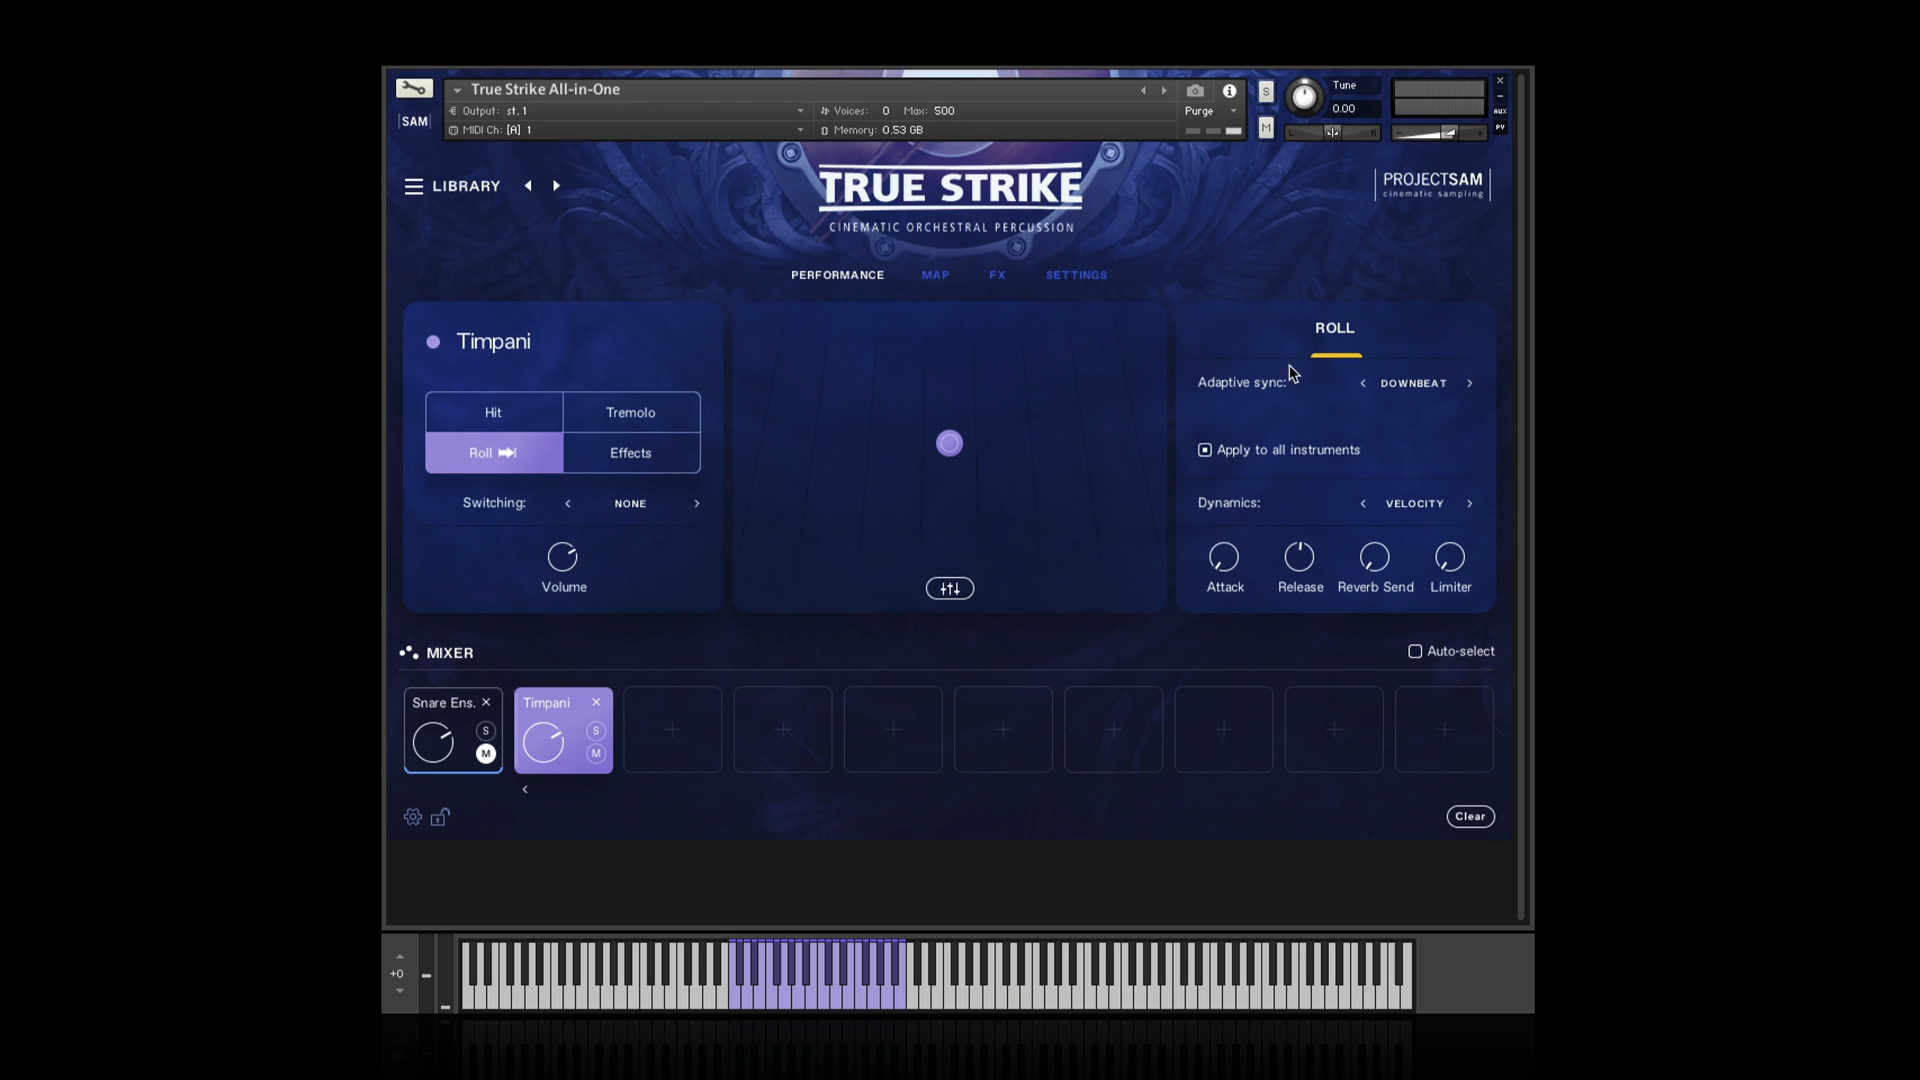 True Strike All-in-One
Output: st.1
MIDI Ch: [A] 1
Voices: 0 Max: 500
Memory: 0.53 GB
Purge
S
M
Tune
0.00
L R
- +
×
-
AUX
PV
|SAM|
LIBRARY
TRUE STRIKE
CINEMATIC ORCHESTRAL PERCUSSION
PROJECTSAM
cinematic sampling
PERFORMANCE MAP FX SETTINGS
Timpani
Hit Tremolo
Roll Effects
Switching: < NONE >
Volume
ROLL
Adaptive sync: < DOWNBEAT >
Apply to all instruments
Dynamics: < VELOCITY >
Attack Release Reverb Send Limiter
MIXER
Auto-select
Snare Ens. ×
S
M
Timpani ×
S
M
+ + + + + + + +
<
Clear
+0